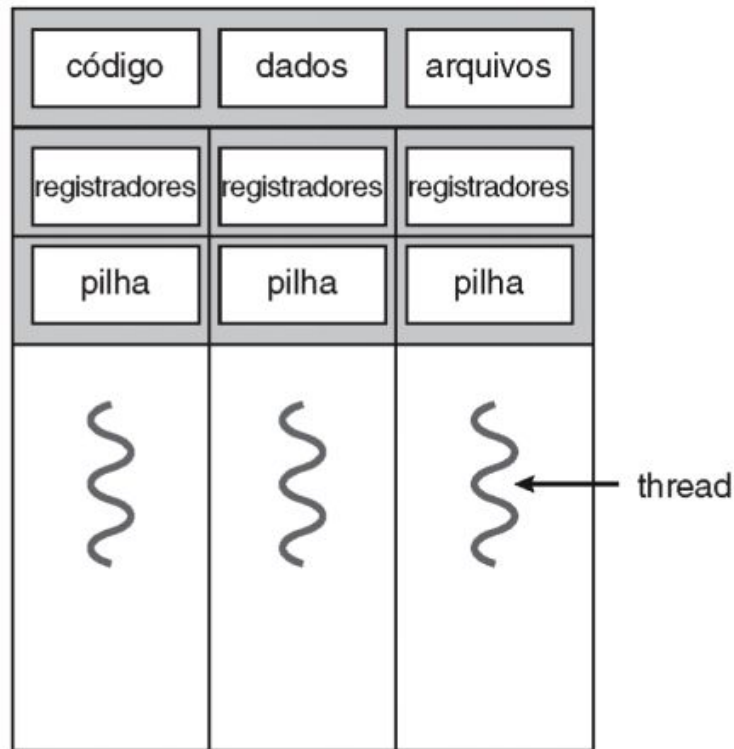 código dados arquivos
registradores registradores registradores
pilha pilha pilha
thread